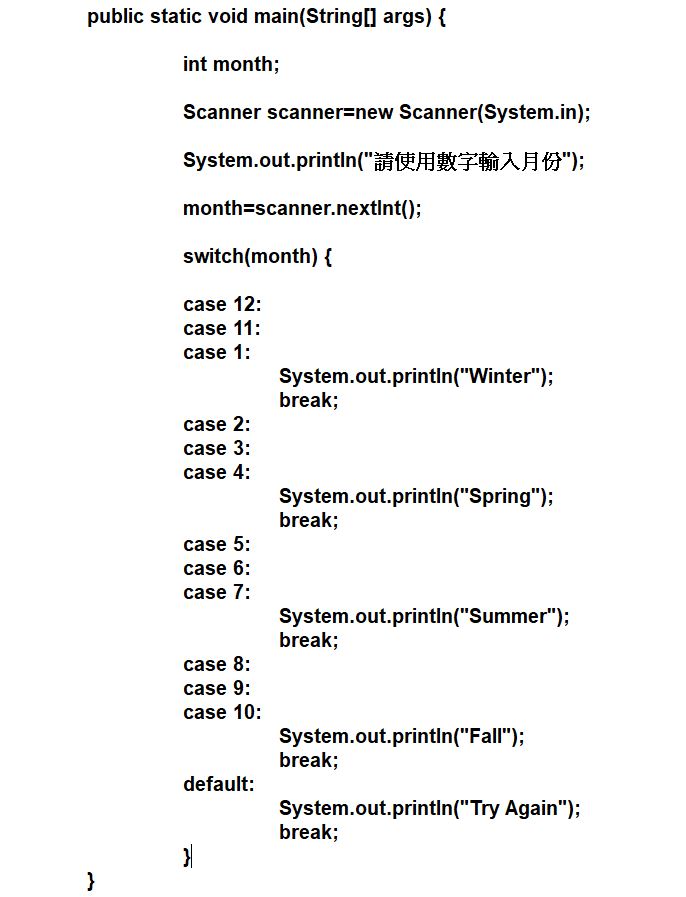 public static void main(String[] args) {
int month;
Scanner scanner=new Scanner(System.in);
System.out.println("請使用數字輸入月份");
month=scanner.nextInt();
switch(month) {
case 12:
case 11:
case 1:
System.out.println("Winter");
break;
case 2:
case 3:
case 4:
System.out.println("Spring");
break;
case 5:
case 6:
case 7:
System.out.println("Summer");
break;
case 8:
case 9:
case 10:
System.out.println("Fall");
break;
default:
System.out.println("Try Again");
break;
}
}